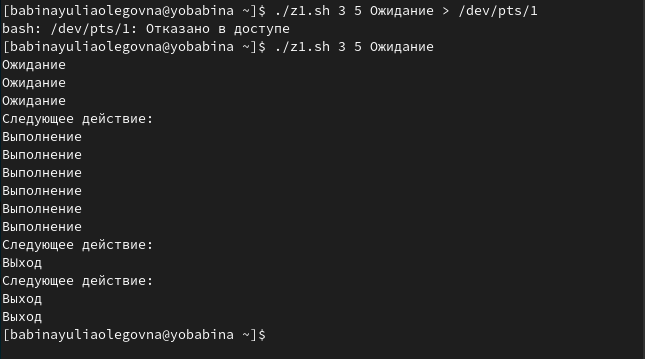 [babinayuliaolegovna@yobabina ~]$ ./z1.sh 3 5 Ожидание > /dev/pts/1
bash: /dev/pts/1: Отказано в доступе
[babinayuliaolegovna@yobabina ~]$ ./z1.sh 3 5 Ожидание
Ожидание
Ожидание
Ожидание
Следующее действие:
Выполнение
Выполнение
Выполнение
Выполнение
Выполнение
Выполнение
Следующее действие:
ВЫход
Следующее действие:
Выход
Выход
[babinayuliaolegovna@yobabina ~]$